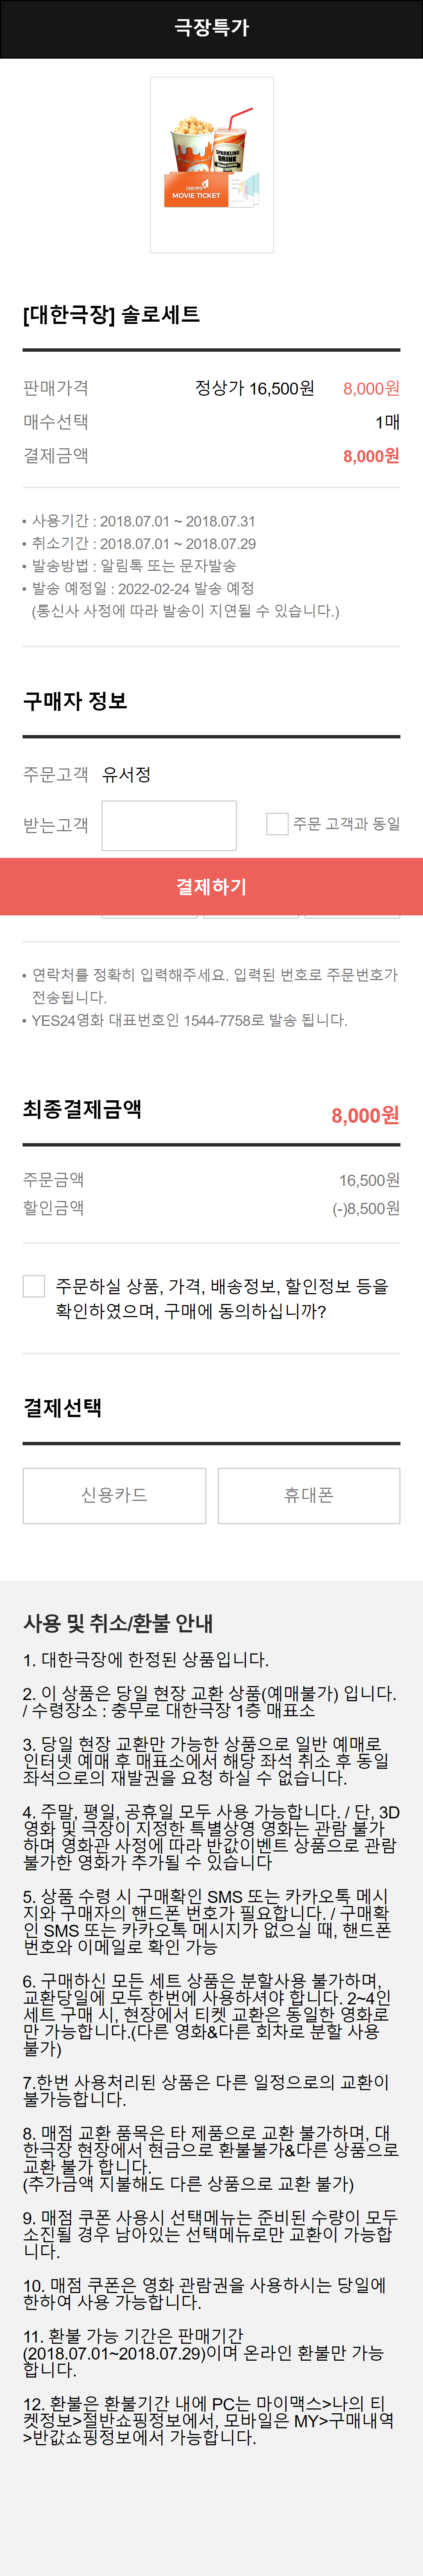 극장특가
SPARKLING
DRINK
대한극장
MOVIE TICKET
[대한극장] 솔로세트
판매가격 정상가 16,500원 8,000원
매수선택 1매
결제금액 8,000원
• 사용기간 : 2018.07.01 ~ 2018.07.31
• 취소기간 : 2018.07.01 ~ 2018.07.29
• 발송방법 : 알림톡 또는 문자발송
• 발송 예정일 : 2022-02-24 발송 예정
(통신사 사정에 따라 발송이 지연될 수 있습니다.)
구매자 정보
주문고객 유서정
받는고객 주문 고객과 동일
결제하기
• 연락처를 정확히 입력해주세요. 입력된 번호로 주문번호가
전송됩니다.
• YES24영화 대표번호인 1544-7758로 발송 됩니다.
최종결제금액 8,000원
주문금액 16,500원
할인금액 (-)8,500원
주문하실 상품, 가격, 배송정보, 할인정보 등을
확인하였으며, 구매에 동의하십니까?
결제선택
신용카드 휴대폰
사용 및 취소/환불 안내
1. 대한극장에 한정된 상품입니다.
2. 이 상품은 당일 현장 교환 상품(예매불가) 입니다.
/ 수령장소 : 충무로 대한극장 1층 매표소
3. 당일 현장 교환만 가능한 상품으로 일반 예매로
인터넷 예매 후 매표소에서 해당 좌석 취소 후 동일
좌석으로의 재발권을 요청 하실 수 없습니다.
4. 주말, 평일, 공휴일 모두 사용 가능합니다. / 단, 3D
영화 및 극장이 지정한 특별상영 영화는 관람 불가
하며 영화관 사정에 따라 반값이벤트 상품으로 관람
불가한 영화가 추가될 수 있습니다
5. 상품 수령 시 구매확인 SMS 또는 카카오톡 메시
지와 구매자의 핸드폰 번호가 필요합니다. / 구매확
인 SMS 또는 카카오톡 메시지가 없으실 때, 핸드폰
번호와 이메일로 확인 가능
6. 구매하신 모든 세트 상품은 분할사용 불가하며,
교환당일에 모두 한번에 사용하셔야 합니다. 2~4인
세트 구매 시, 현장에서 티켓 교환은 동일한 영화로
만 가능합니다.(다른 영화&다른 회차로 분할 사용
불가)
7.한번 사용처리된 상품은 다른 일정으로의 교환이
불가능합니다.
8. 매점 교환 품목은 타 제품으로 교환 불가하며, 대
한극장 현장에서 현금으로 환불불가&다른 상품으로
교환 불가 합니다.
(추가금액 지불해도 다른 상품으로 교환 불가)
9. 매점 쿠폰 사용시 선택메뉴는 준비된 수량이 모두
소진될 경우 남아있는 선택메뉴로만 교환이 가능합
니다.
10. 매점 쿠폰은 영화 관람권을 사용하시는 당일에
한하여 사용 가능합니다.
11. 환불 가능 기간은 판매기간
(2018.07.01~2018.07.29)이며 온라인 환불만 가능
합니다.
12. 환불은 환불기간 내에 PC는 마이맥스>나의 티
켓정보>절반쇼핑정보에서, 모바일은 MY>구매내역
>반값쇼핑정보에서 가능합니다.